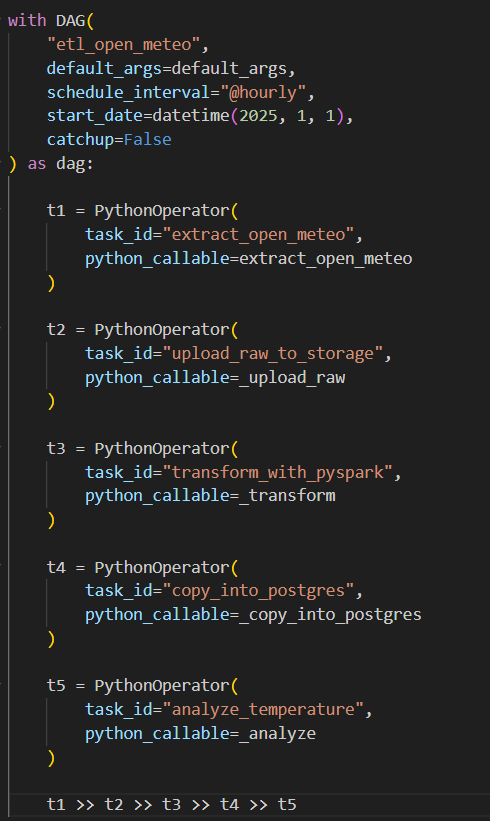 with DAG(
    "etl_open_meteo",
    default_args=default_args,
    schedule_interval="@hourly",
    start_date=datetime(2025, 1, 1),
    catchup=False
) as dag:

    t1 = PythonOperator(
        task_id="extract_open_meteo",
        python_callable=extract_open_meteo
    )

    t2 = PythonOperator(
        task_id="upload_raw_to_storage",
        python_callable=_upload_raw
    )

    t3 = PythonOperator(
        task_id="transform_with_pyspark",
        python_callable=_transform
    )

    t4 = PythonOperator(
        task_id="copy_into_postgres",
        python_callable=_copy_into_postgres
    )

    t5 = PythonOperator(
        task_id="analyze_temperature",
        python_callable=_analyze
    )

    t1 >> t2 >> t3 >> t4 >> t5